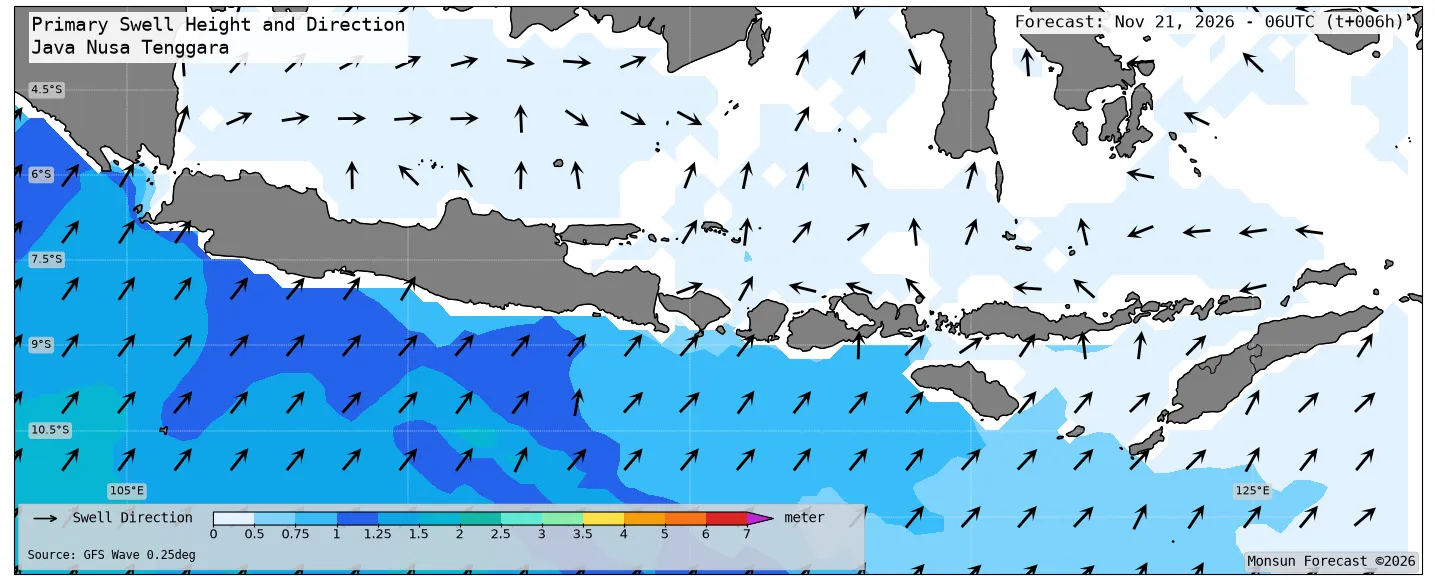 Primary Swell Height and Direction
Java Nusa Tenggara
Forecast: Nov 21, 2026 - 06UTC (t+006h)
4.5°S
6°S
7.5°S
9°S
10.5°S
105°E
125°E
Swell Direction
0 0.5 0.75 1 1.25 1.5 2 2.5 3 3.5 4 5 6 7
meter
Source: GFS Wave 0.25deg
Monsun Forecast ©2026